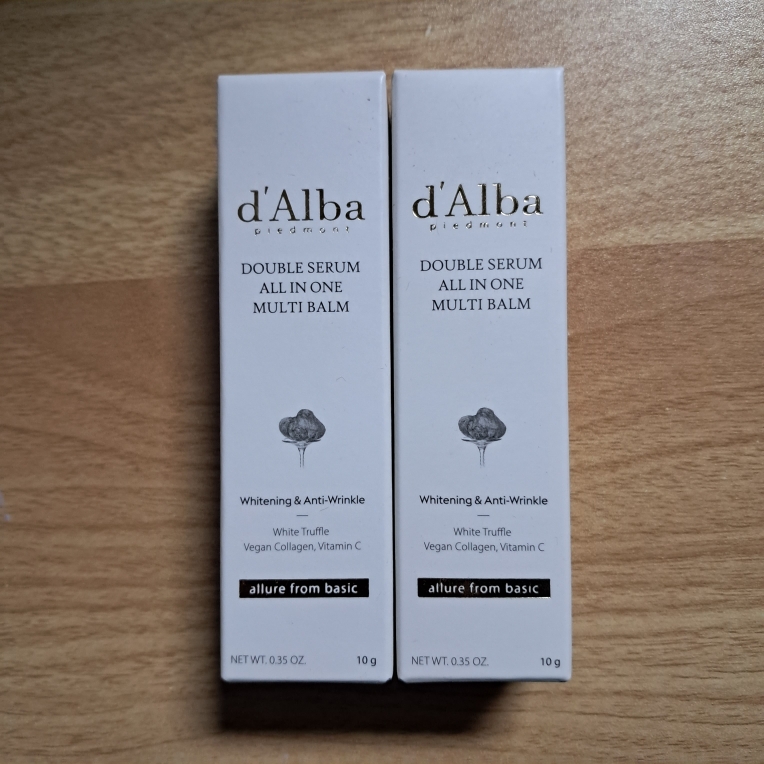 d'Alba
piedmont
DOUBLE SERUM
ALL IN ONE
MULTI BALM
Whitening & Anti-Wrinkle
White Truffle
Vegan Collagen, Vitamin C
allure from basic
NET WT. 0.35 OZ. 10 g
d'Alba
piedmont
DOUBLE SERUM
ALL IN ONE
MULTI BALM
Whitening & Anti-Wrinkle
White Truffle
Vegan Collagen, Vitamin C
allure from basic
NET WT. 0.35 OZ. 10 g